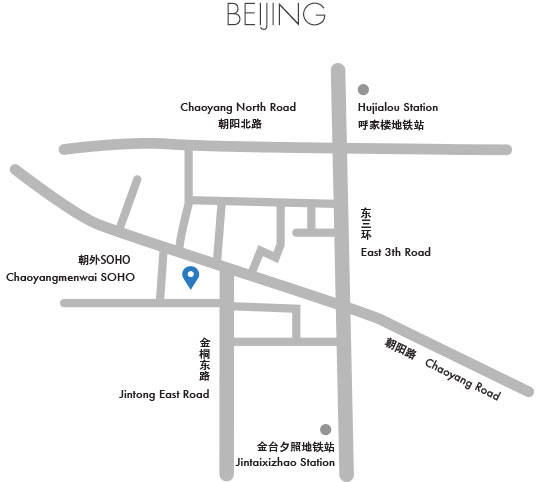 BEIJING
Chaoyang North Road
朝阳北路
Hujialou Station
呼家楼地铁站
东三环
East 3th Road
朝外SOHO
Chaoyangmenwai SOHO
金桐东路
Jintong East Road
朝阳路 Chaoyang Road
金台夕照地铁站
Jintaixizhao Station